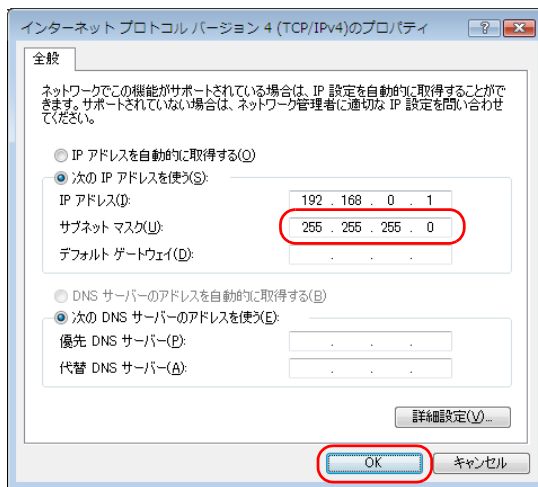 インターネット プロトコル バージョン 4 (TCP/IPv4)のプロパティ
全般
ネットワークでこの機能がサポートされている場合は、IP 設定を自動的に取得することがで
きます。サポートされていない場合は、ネットワーク管理者に適切な IP 設定を問い合わせ
てください。
IP アドレスを自動的に取得する(O)
次の IP アドレスを使う(S):
IP アドレス(I): 192 . 168 . 0 . 1
サブネット マスク(U): 255 . 255 . 255 . 0
デフォルト ゲートウェイ(D): . . .
DNS サーバーのアドレスを自動的に取得する(B)
次の DNS サーバーのアドレスを使う(E):
優先 DNS サーバー(P): . . .
代替 DNS サーバー(A): . . .
詳細設定(V)...
OK キャンセル